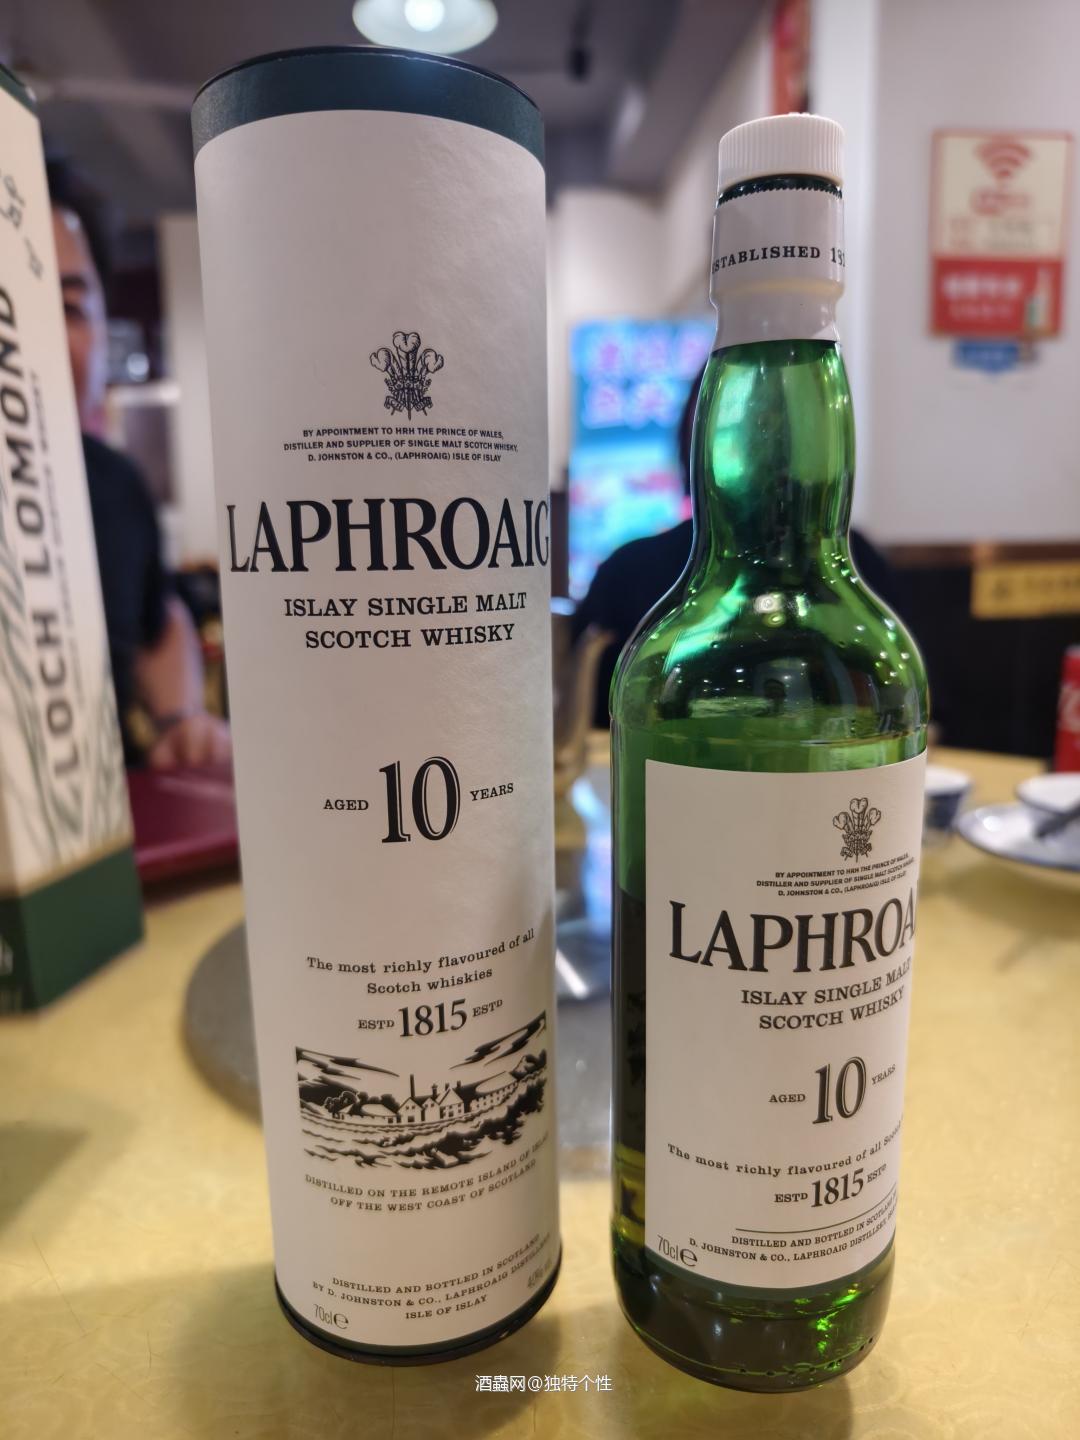 LOCH LOMOND
BY APPOINTMENT TO HRH THE PRINCE OF WALES,
DISTILLER AND SUPPLIER OF SINGLE MALT SCOTCH WHISKY,
D. JOHNSTON & CO., (LAPHROAIG) ISLE OF ISLAY
LAPHROAIG
ISLAY SINGLE MALT
SCOTCH WHISKY
AGED 10 YEARS
The most richly flavoured of all
Scotch whiskies
ESTD 1815 ESTD
DISTILLED ON THE REMOTE ISLAND OF ISLAY
OFF THE WEST COAST OF SCOTLAND
DISTILLED AND BOTTLED IN SCOTLAND
BY D. JOHNSTON & CO., LAPHROAIG DISTILLERY,
ISLE OF ISLAY
70cl e
40%
STABLISHED 181
BY APPOINTMENT TO HRH THE PRINCE OF WALES,
DISTILLER AND SUPPLIER OF SINGLE MALT SCOTCH WHISKY,
D. JOHNSTON & CO., (LAPHROAIG) ISLE OF ISLAY
LAPHROA
ISLAY SINGLE MALT
SCOTCH WHISKY
AGED 10 YEARS
The most richly flavoured of all
ESTD 1815 ESTD
DISTILLED AND BOTTLED IN SCOTLAND
D. JOHNSTON & CO., LAPHROAIG DISTILLERY,
70cl e
酒蟲网@独特个性